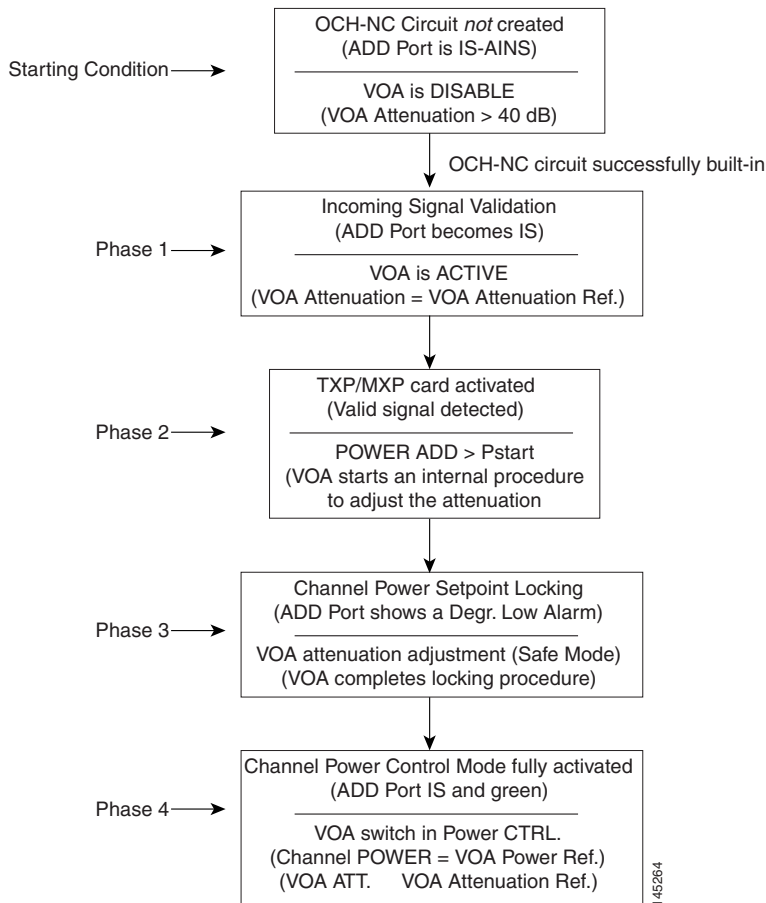 OCH-NC Circuit not created
(ADD Port is IS-AINS)
Starting Condition
VOA is DISABLE
(VOA Attenuation > 40 dB)
OCH-NC circuit successfully built-in
Incoming Signal Validation
(ADD Port becomes IS)
Phase 1
VOA is ACTIVE
(VOA Attenuation = VOA Attenuation Ref.)
TXP/MXP card activated
(Valid signal detected)
Phase 2
POWER ADD > Pstart
(VOA starts an internal procedure
to adjust the attenuation
Channel Power Setpoint Locking
(ADD Port shows a Degr. Low Alarm)
Phase 3
VOA attenuation adjustment (Safe Mode)
(VOA completes locking procedure)
Channel Power Control Mode fully activated
(ADD Port IS and green)
Phase 4
VOA switch in Power CTRL.
(Channel POWER = VOA Power Ref.)
(VOA ATT. VOA Attenuation Ref.)
145264